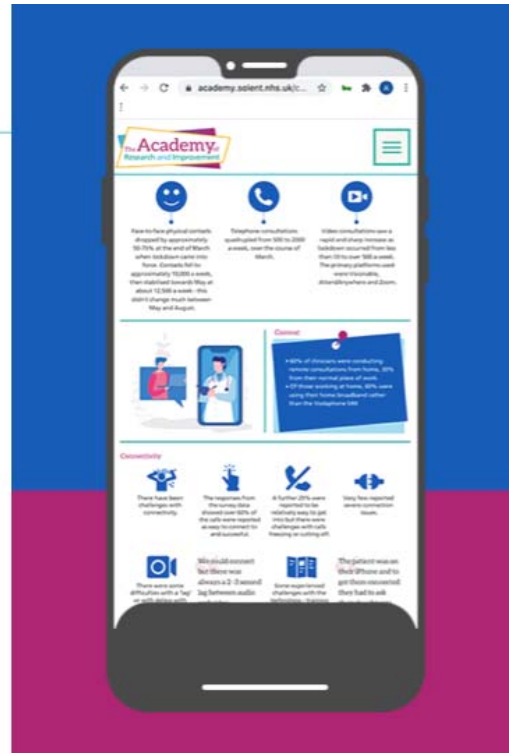 academy.solent.nhs.uk/c...
The Academy of
Research and Improvement
Face-to-face physical contacts
dropped by approximately
50-75% at the end of March
when lockdown came into
force. Contacts fell to
approximately 10,000 a week,
then stabilised towards May at
about 12,500 a week - this
didn't change much between
May and August.
Telephone consultations
quadrupled from 500 to 2000
a week, over the course of
March.
Video consultations saw a
rapid and sharp increase as
lockdown occurred from less
than 10 to over 500 a week.
The primary platforms used
were Visionable,
AttendAnywhere and Zoom.
Context
• 60% of clinicians were conducting
remote consultations from home, 30%
from their normal place of work.
• Of those working at home, 60% were
using their home broadband rather
than the Vodaphone SIM
Connectivity
There have been
challenges with
connectivity.
The responses from
the survey data
showed over 60% of
the calls were reported
as easy to connect to
and successful.
A further 25% were
reported to be
relatively easy to get
into but there were
challenges with calls
freezing or cutting off.
Very few reported
severe connection
issues.
There were some
difficulties with a 'lag'
or with delays with
We could connect
but there was
always a 2-3 second
lag between audio
Some experienced
challenges with the
technology - training
The patient was on
their iPhone and to
get them connected
they had to ask